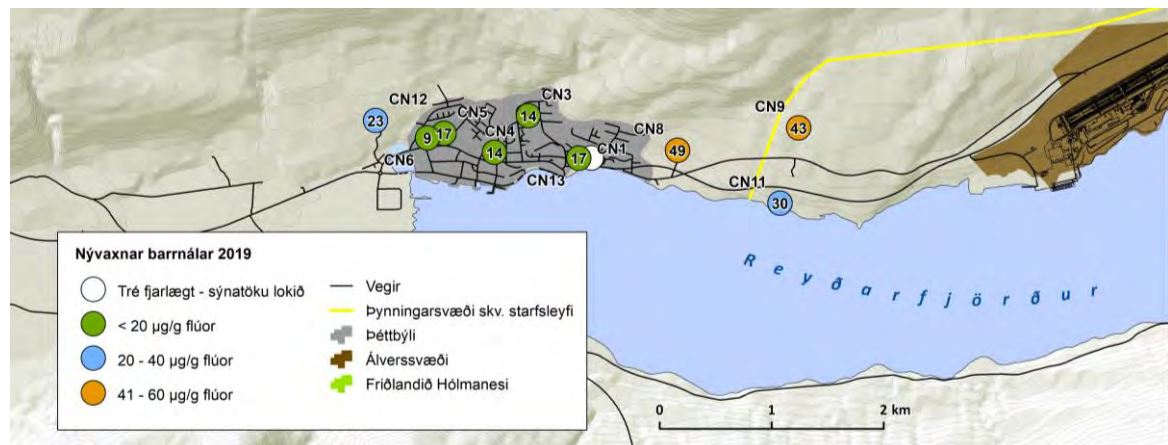 CN12
CN3
CN9
23
9
17
CN5
14
43
CN4
CN8
CN6
14
17
CN1
49
CN13
CN11
30
Reyðarfjörður
Nývaxnar barrnálar 2019
Tré fjarlægt - sýnatöku lokið
< 20 µg/g flúor
20 - 40 µg/g flúor
41 - 60 µg/g flúor
Vegir
Þynningarsvæði skv. starfsleyfi
Þéttbýli
Álverssvæði
Friðlandið Hólmanesi
0 1 2 km